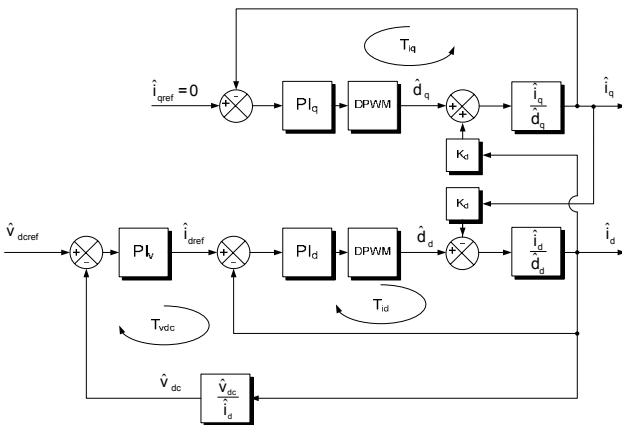 T_iq
î_q
î_qref = 0
-
+
PI_q
DPWM
d̂_q
+
+
î_q
d̂_q
K_d
K_d
v̂_dcref
+
-
PI_v
î_dref
+
-
PI_d
DPWM
d̂_d
+
-
î_d
d̂_d
î_d
T_vdc
T_id
v̂_dc
v̂_dc
î_d